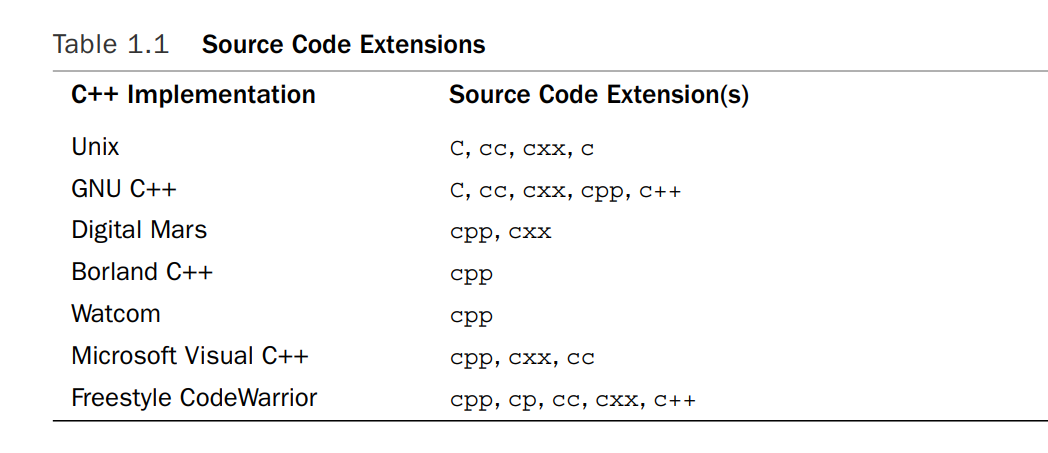 Table 1.1 Source Code Extensions
C++ Implementation Source Code Extension(s)
Unix C, cc, cxx, c
GNU C++ C, cc, cxx, cpp, c++
Digital Mars cpp, cxx
Borland C++ cpp
Watcom cpp
Microsoft Visual C++ cpp, cxx, cc
Freestyle CodeWarrior cpp, cp, cc, cxx, c++